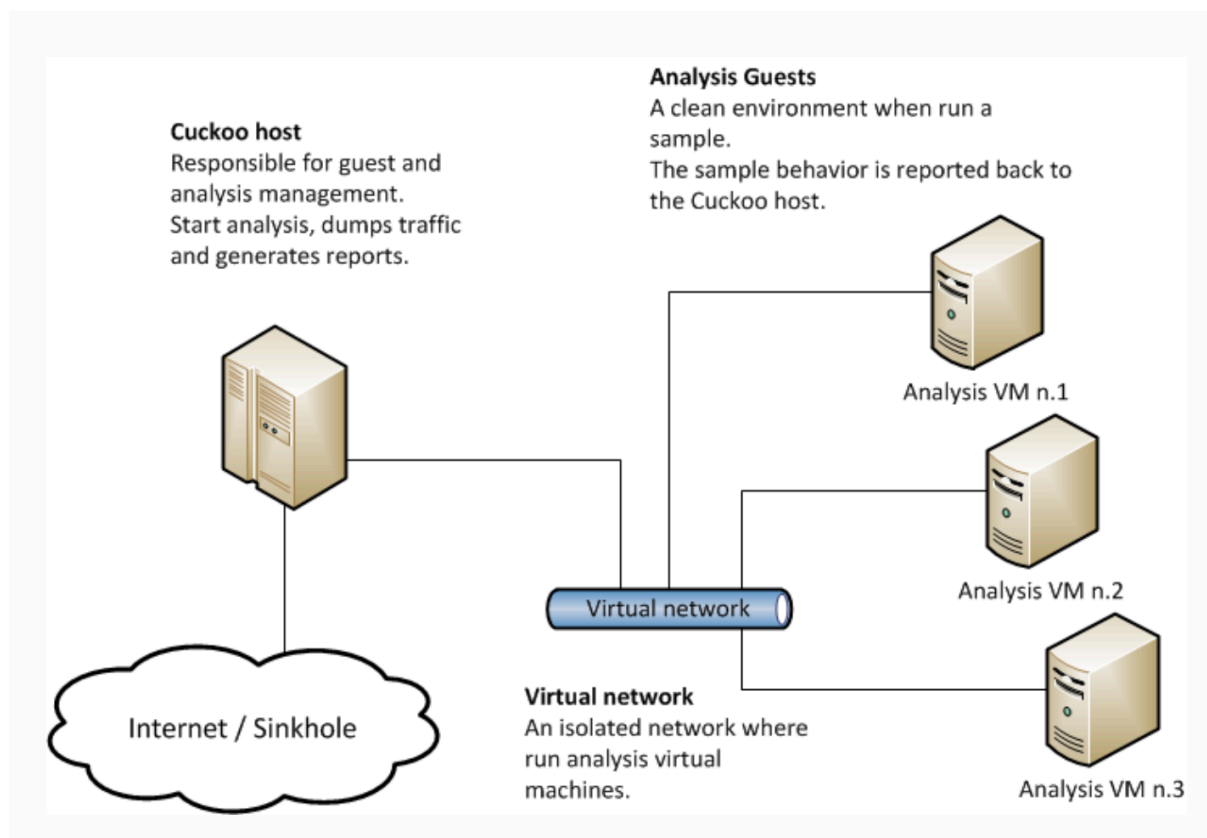 Cuckoo host
Responsible for guest and
analysis management.
Start analysis, dumps traffic
and generates reports.
Analysis Guests
A clean environment when run a
sample.
The sample behavior is reported back to
the Cuckoo host.
Analysis VM n.1
Analysis VM n.2
Virtual network
Analysis VM n.3
Internet / Sinkhole
Virtual network
An isolated network where
run analysis virtual
machines.